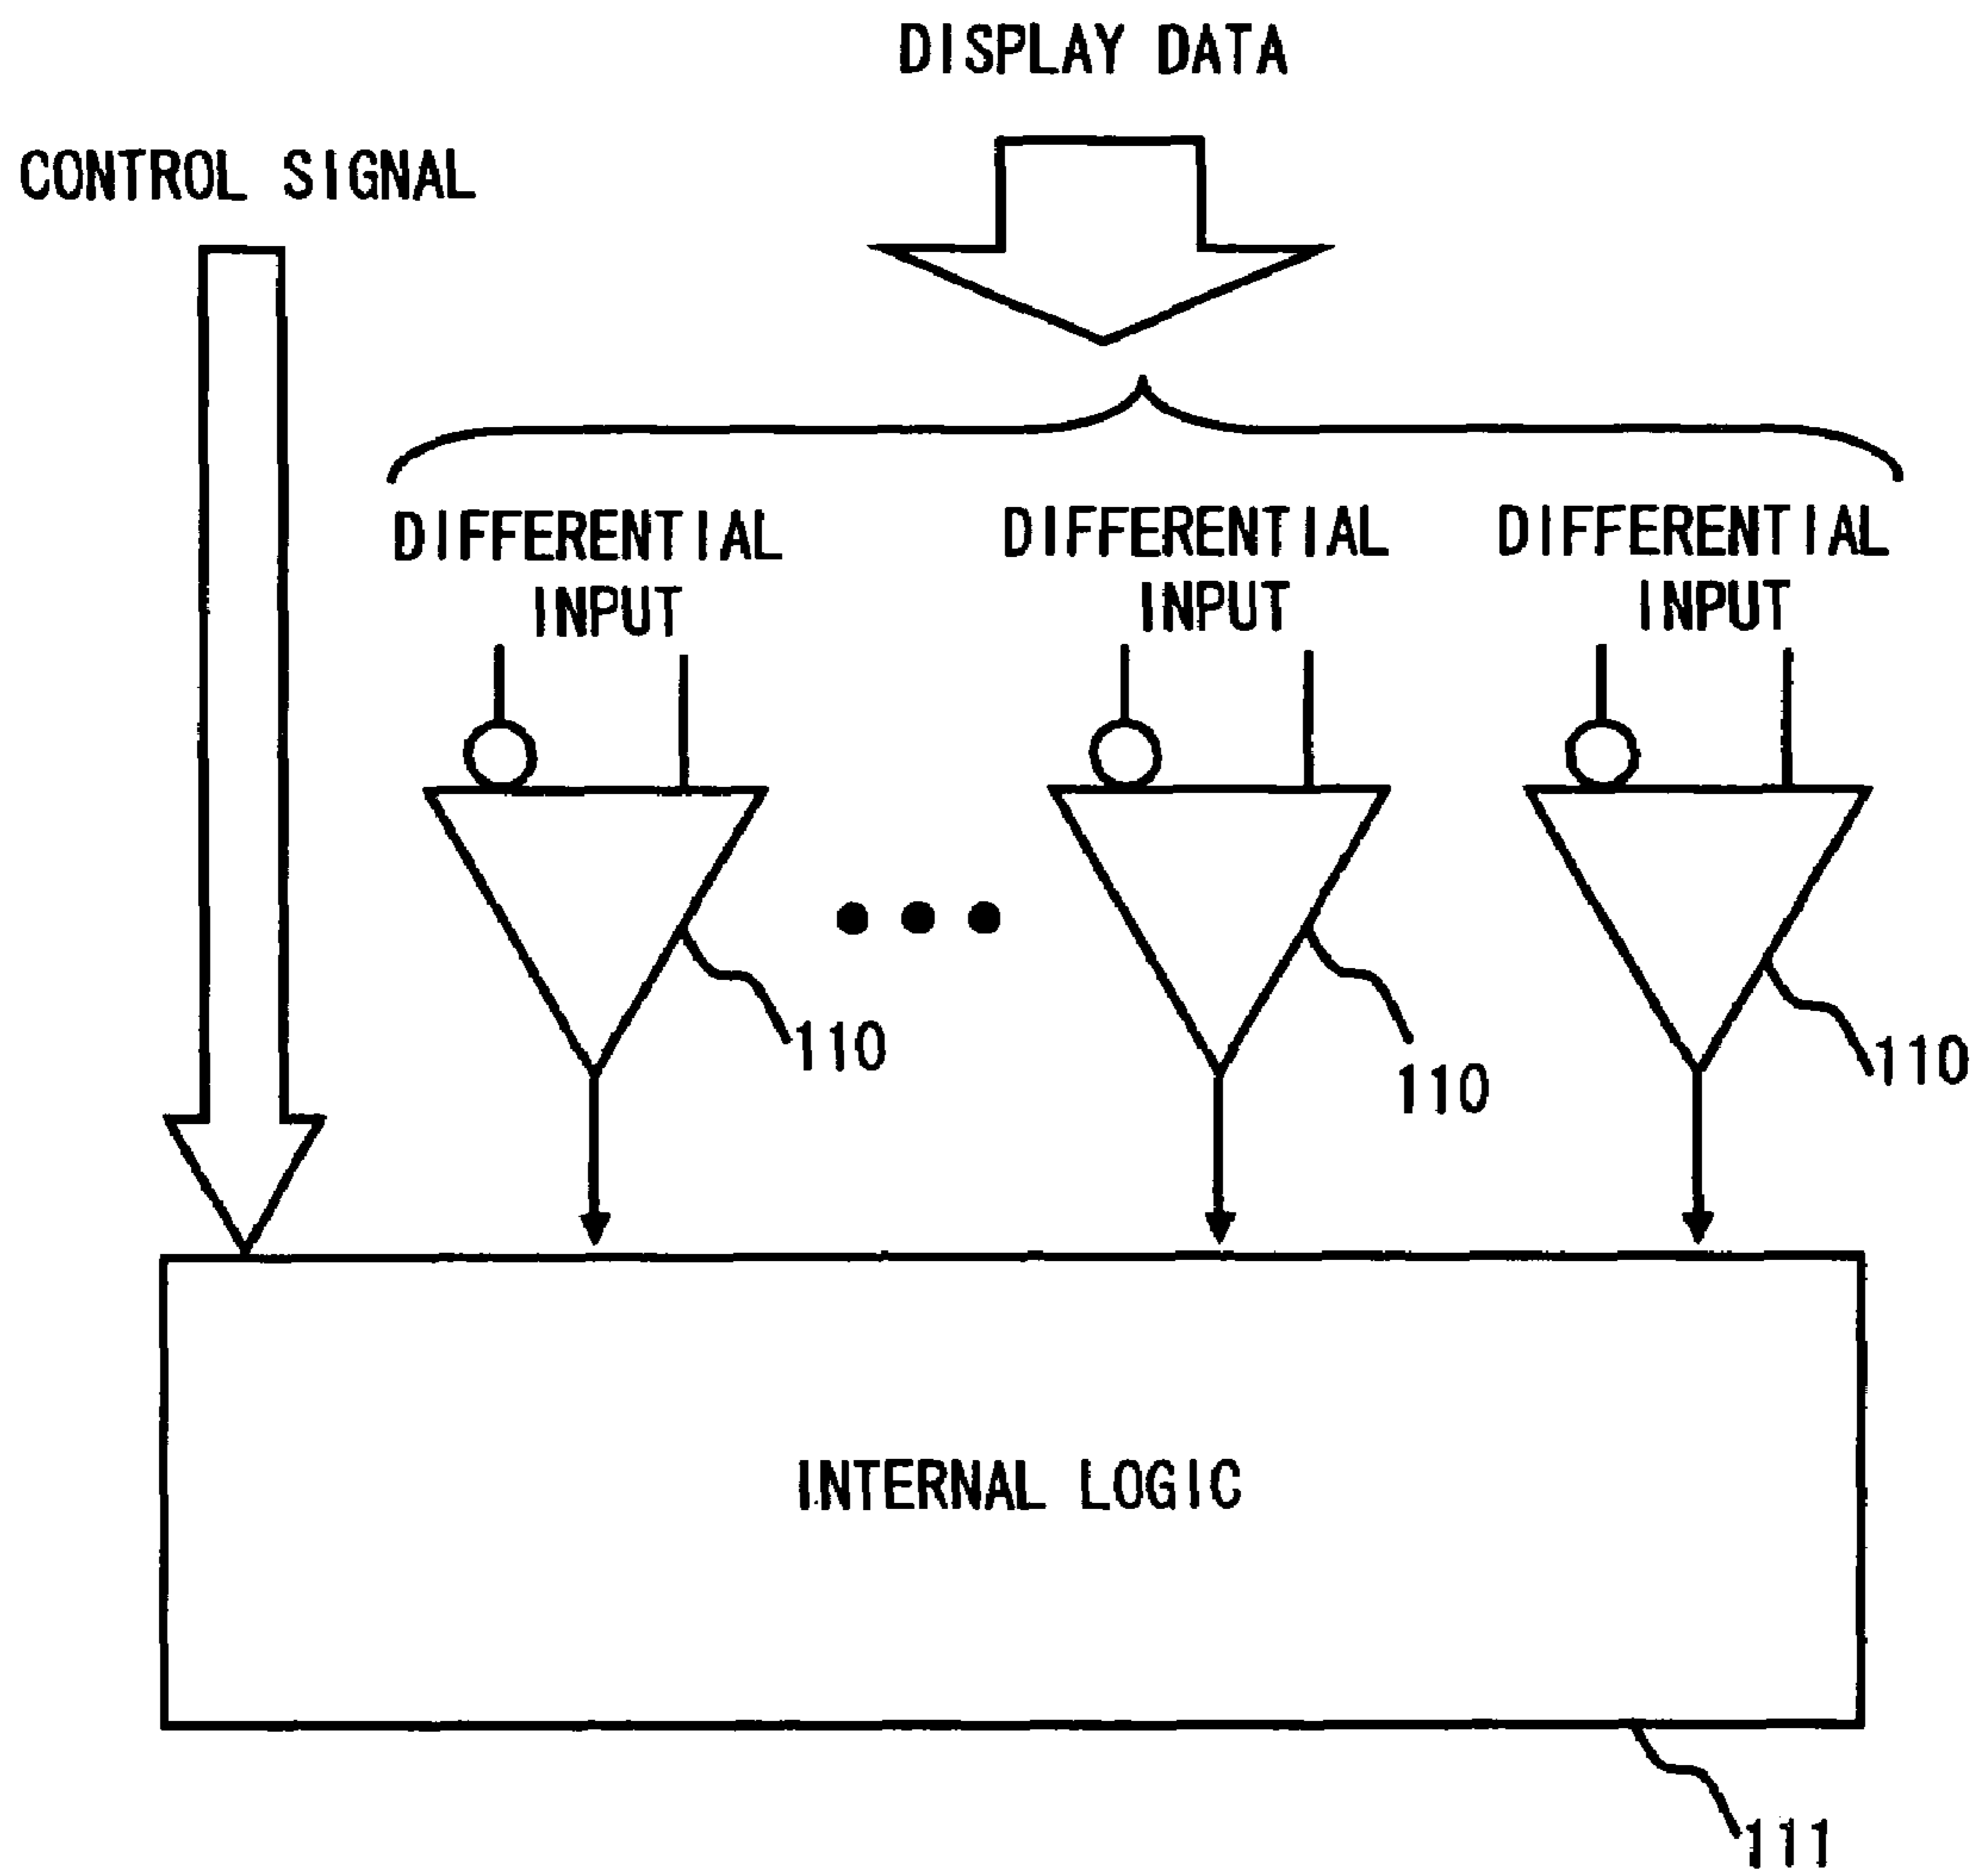 DISPLAY DATA
CONTROL SIGNAL
DIFFERENTIAL
INPUT
DIFFERENTIAL
INPUT
DIFFERENTIAL
INPUT
110
110
110
INTERNAL LOGIC
111